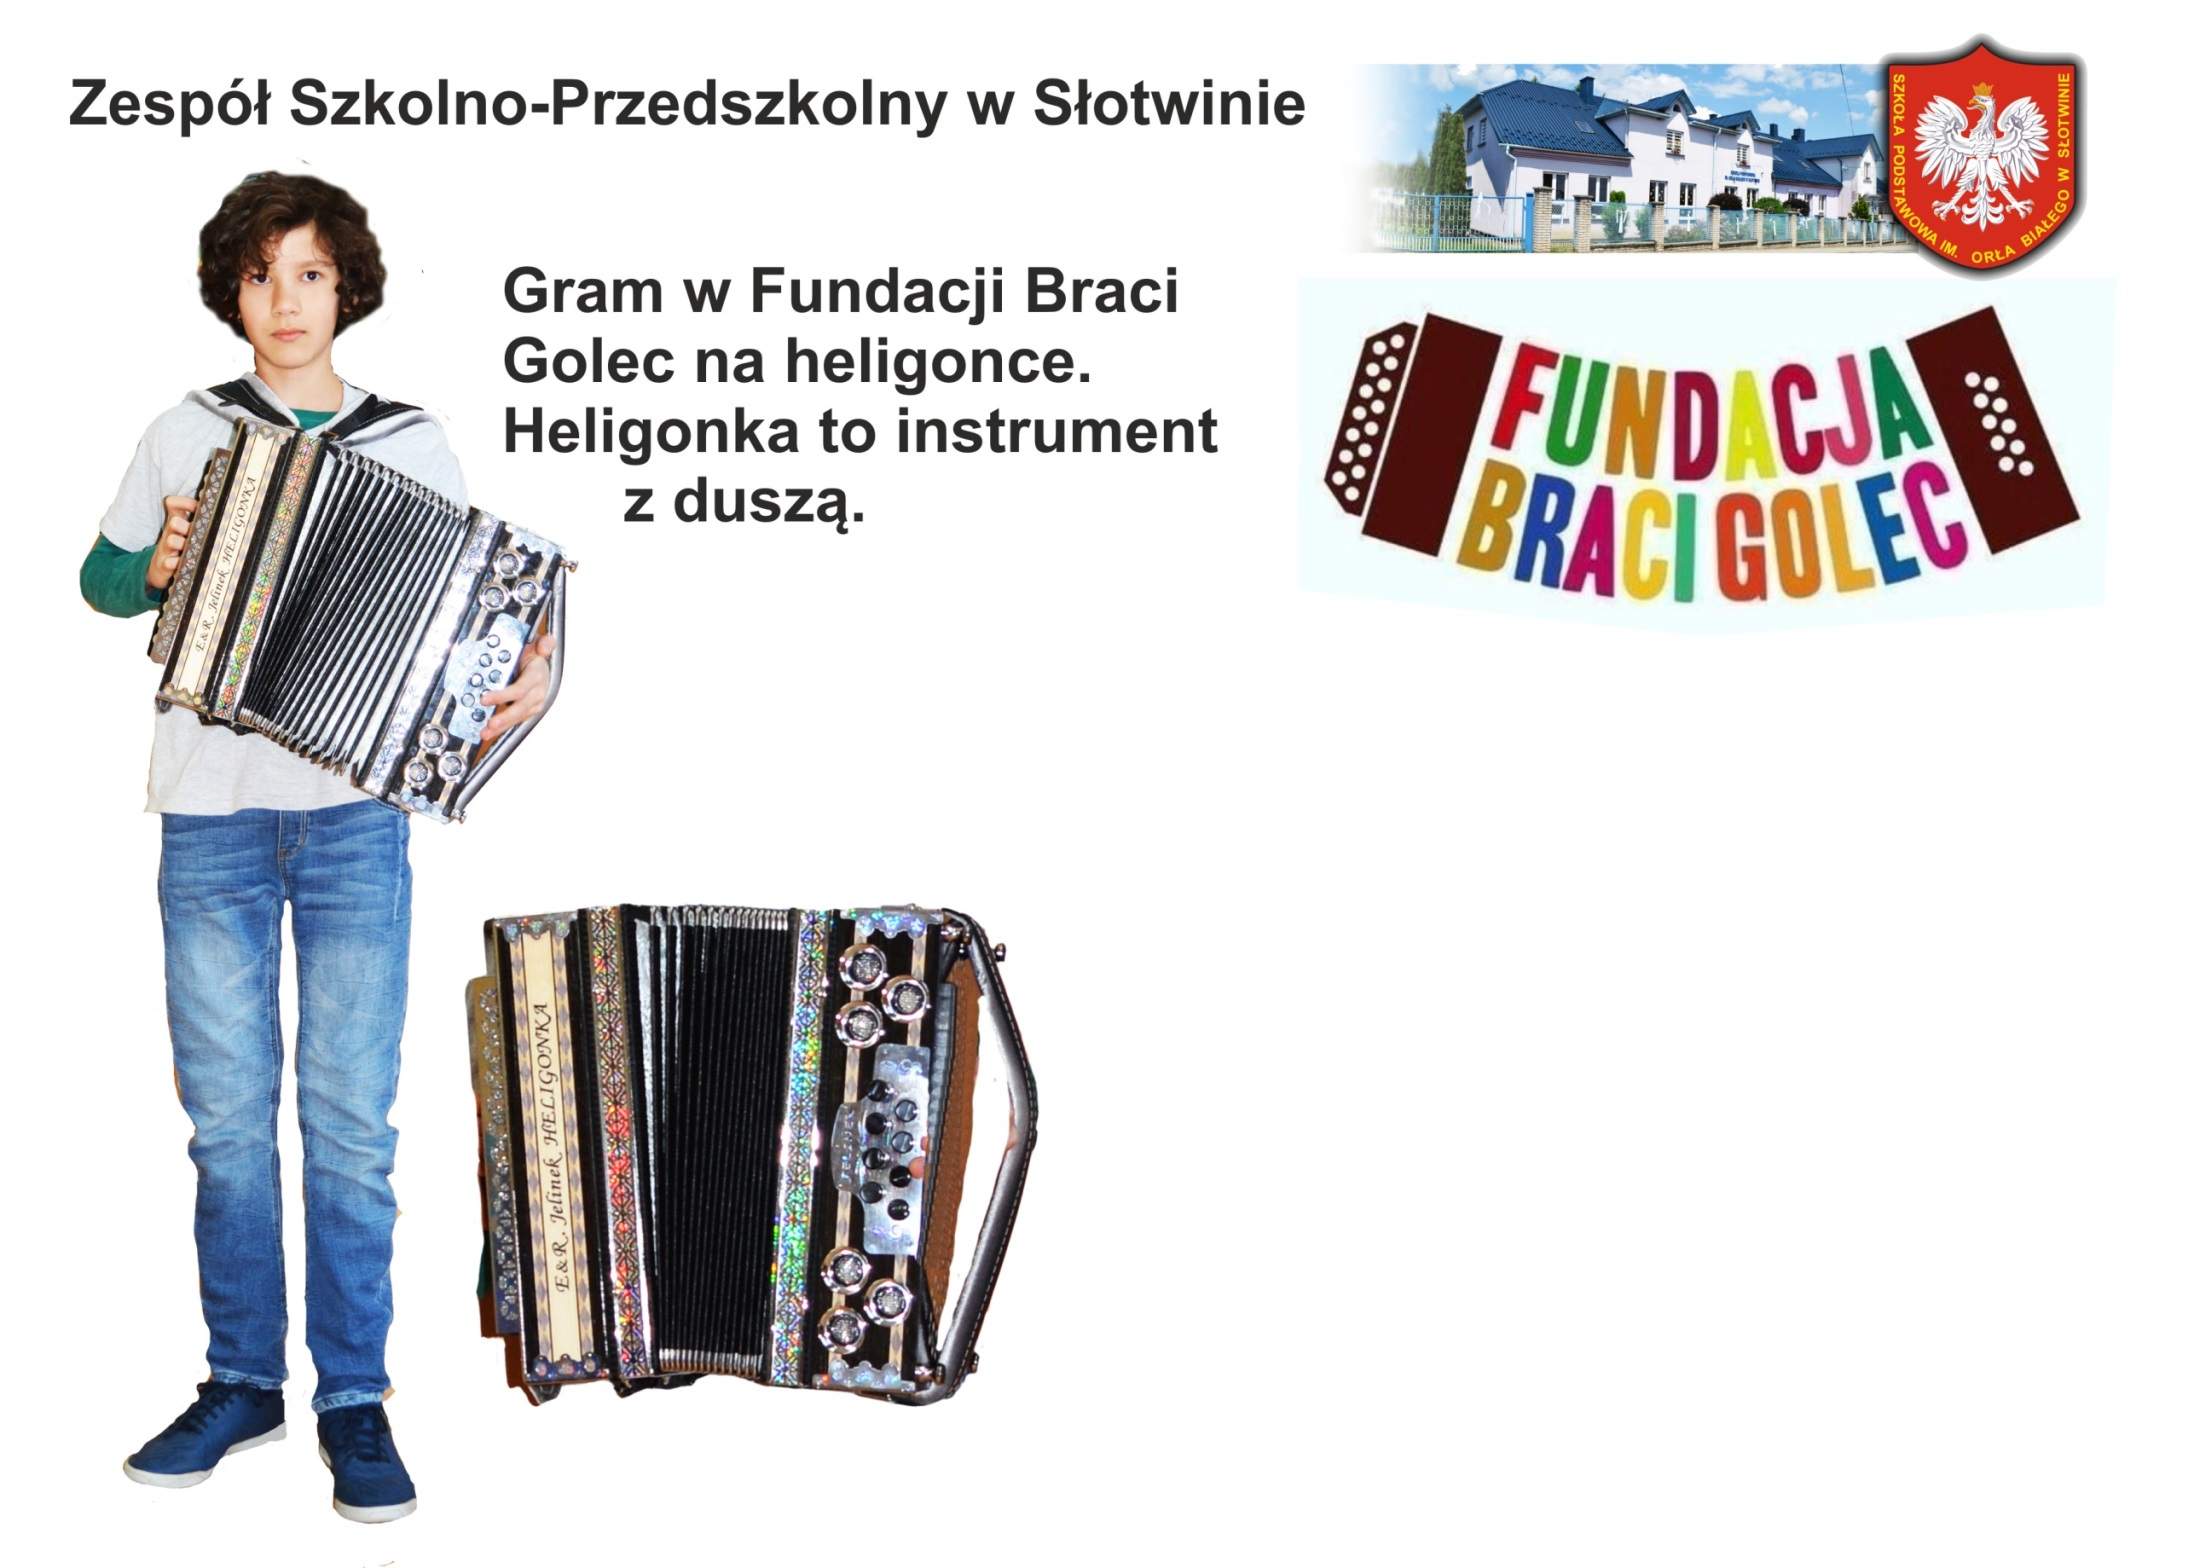 Zespół Szkolno-Przedszkolny w Słotwinie
SZKOŁA PODSTAWOWA IM. ORŁA BIAŁEGO W SŁOTWINIE
Gram w Fundacji Braci
Golec na heligonce.
Heligonka to instrument
z duszą.
FUNDACJA
BRACI GOLEC
E&R. Jelinek HELIGONKA
E&R. Jelinek HELIGONKA
JELINEK